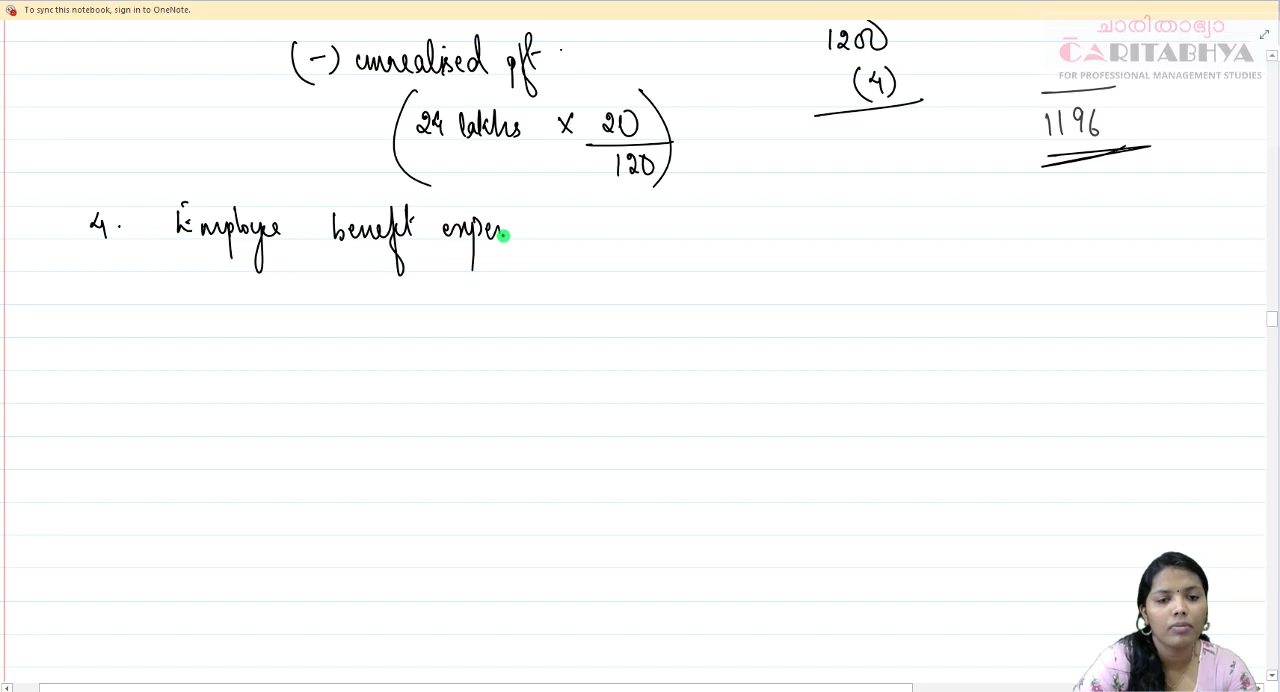 To sync this notebook, sign in to OneNote.
ചാരിതാഭ്യാ
CARITABHYA
FOR PROFESSIONAL MANAGEMENT STUDIES
1200
(-) unrealised pft
(4)
(24 lakhs x 20/120)
1196
4. Employee benefit expen